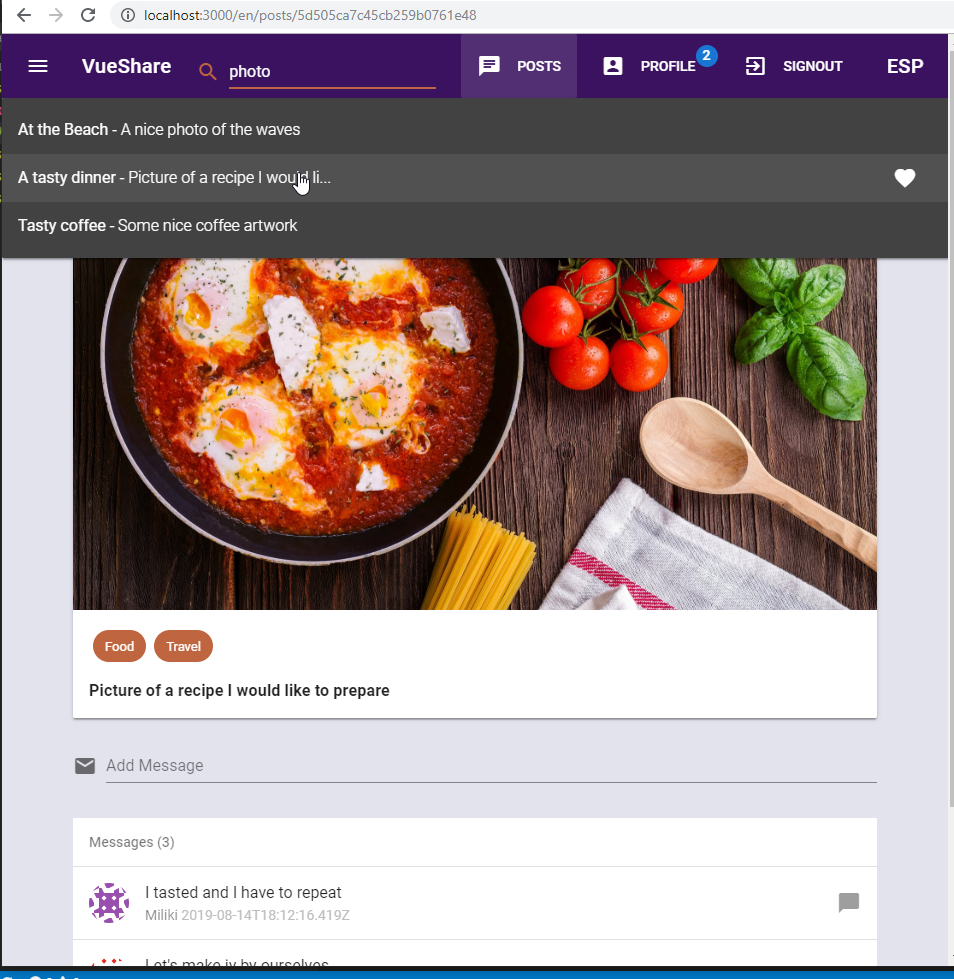 localhost:3000/en/posts/5d505ca7c45cb259b0761e48
VueShare photo POSTS PROFILE 2 SIGNOUT ESP
At the Beach - A nice photo of the waves
A tasty dinner - Picture of a recipe I would li...
Tasty coffee - Some nice coffee artwork
Food Travel
Picture of a recipe I would like to prepare
Add Message
Messages (3)
I tasted and I have to repeat
Miliki 2019-08-14T18:12:16.419Z
Let's make iv by ourselves